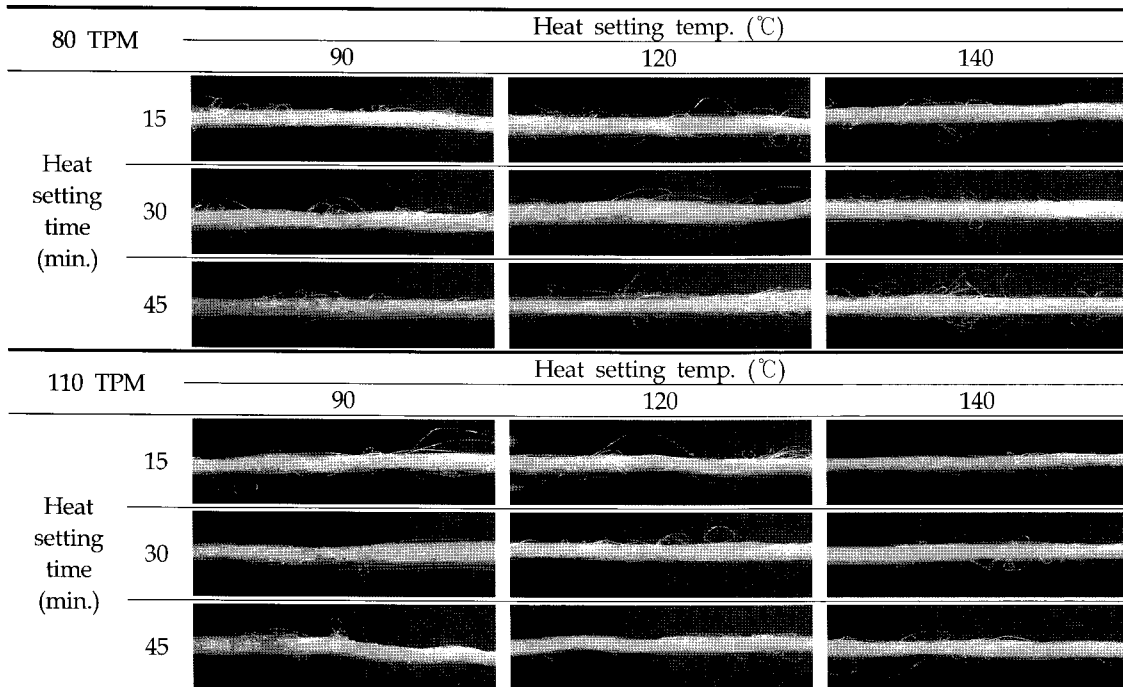 80 TPM
Heat setting temp. (℃)
90 120 140
Heat
setting
time
(min.)
15
30
45
110 TPM
Heat setting temp. (℃)
90 120 140
Heat
setting
time
(min.)
15
30
45